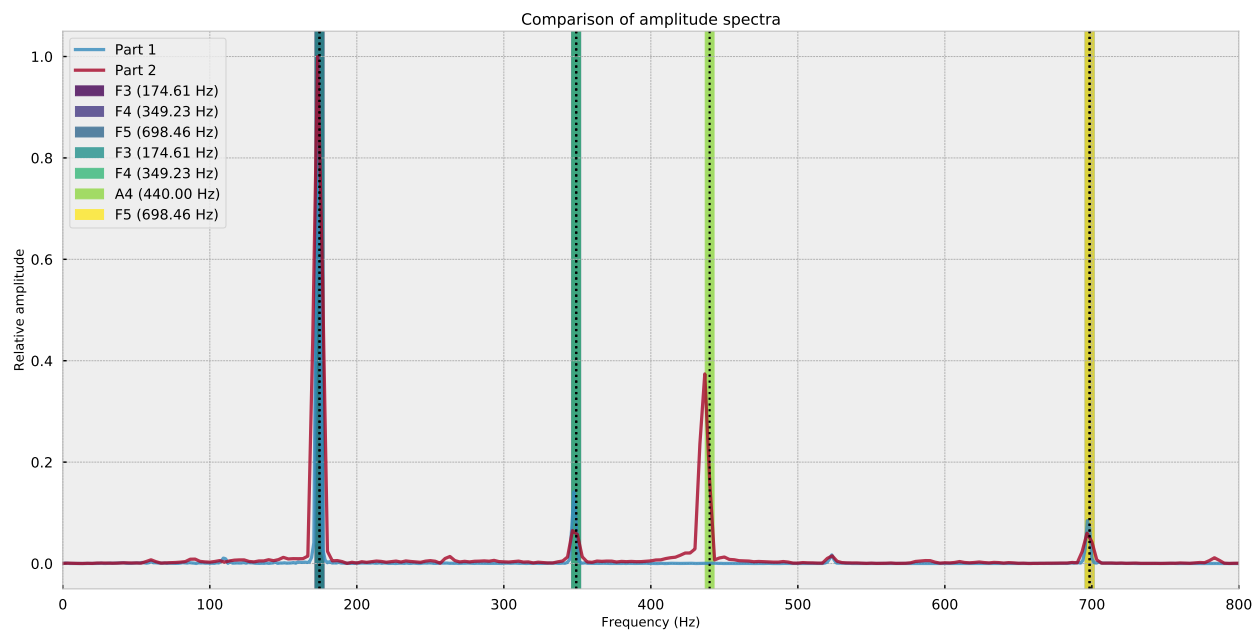 Comparison of amplitude spectra
Part 1
Part 2
F3 (174.61 Hz)
F4 (349.23 Hz)
F5 (698.46 Hz)
F3 (174.61 Hz)
F4 (349.23 Hz)
A4 (440.00 Hz)
F5 (698.46 Hz)
Relative amplitude
1.0
0.8
0.6
0.4
0.2
0.0
0 100 200 300 400 500 600 700 800
Frequency (Hz)